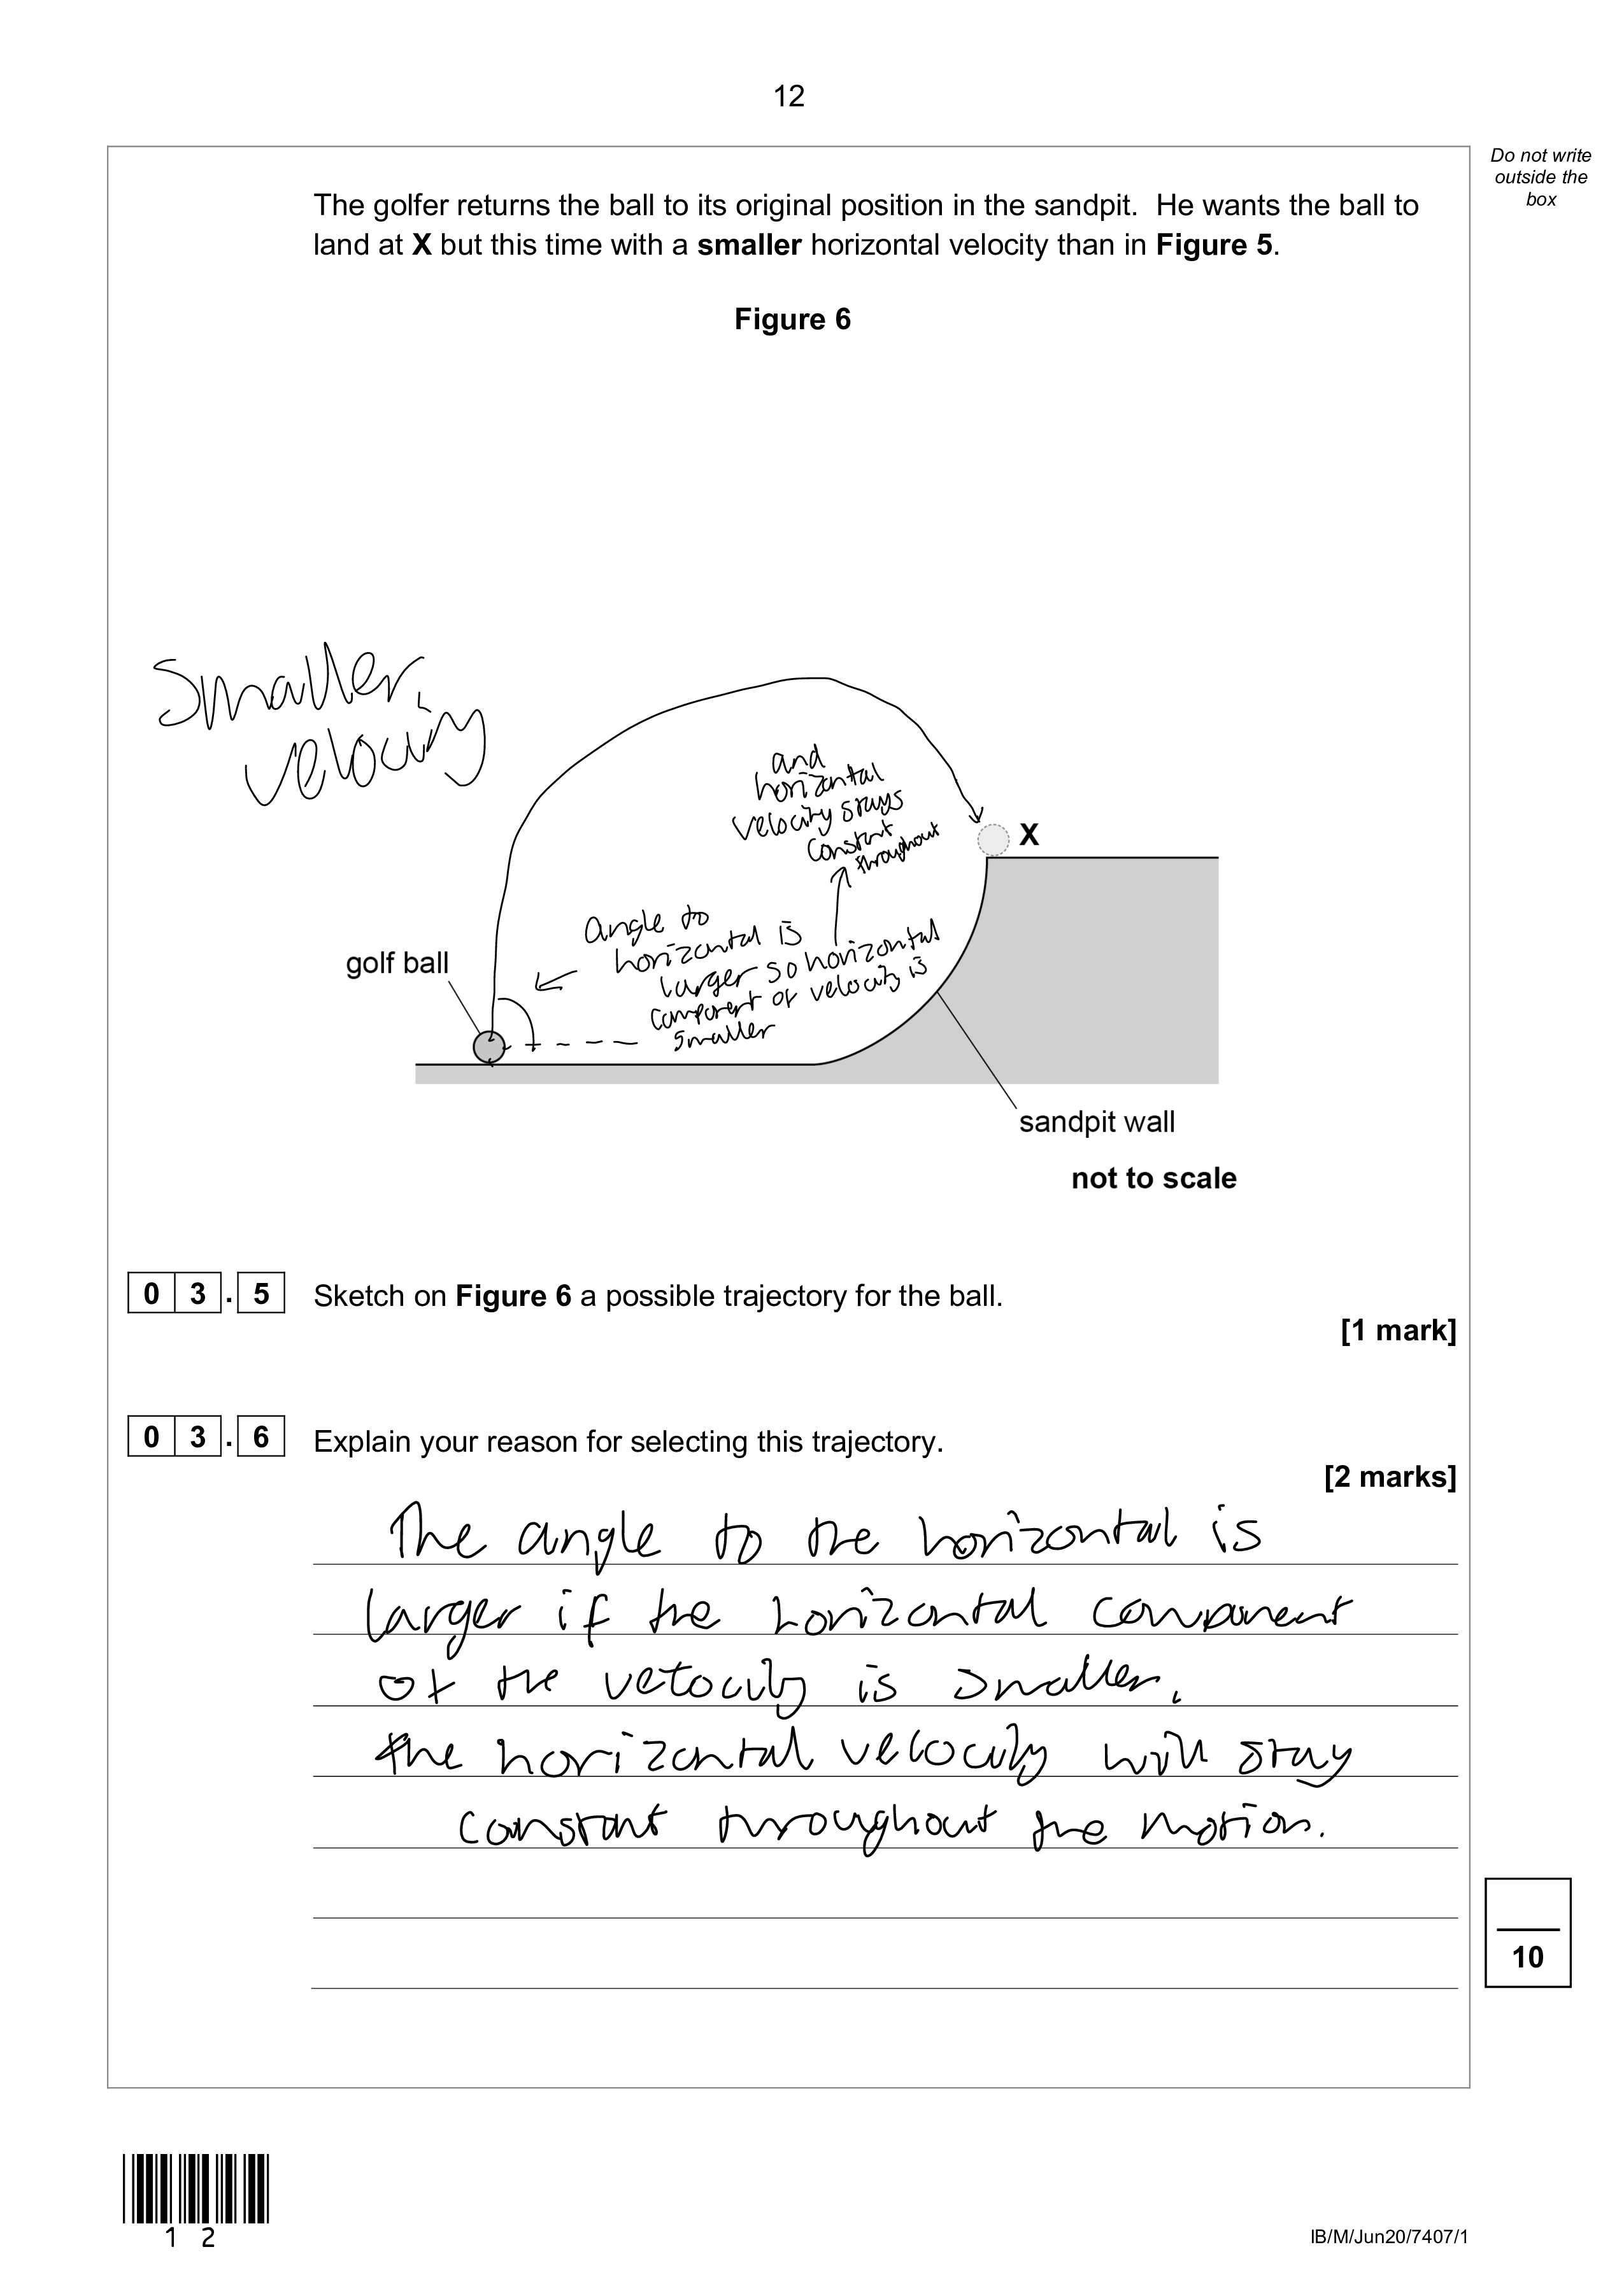 12
Do not write
outside the
box
The golfer returns the ball to its original position in the sandpit. He wants the ball to
land at X but this time with a smaller horizontal velocity than in Figure 5.
Figure 6
Smaller
velocity
and
horizontal
velocity stays
constant
throughout
X
angle to
horizontal is
larger so horizontal
component of velocity is
smaller
golf ball
sandpit wall
not to scale
03.5 Sketch on Figure 6 a possible trajectory for the ball.
[1 mark]
03.6 Explain your reason for selecting this trajectory.
[2 marks]
The angle to the horizontal is
larger if the horizontal component
of the velocity is smaller.
the horizontal velocity will stay
constant throughout the motion.
10
12
IB/M/Jun20/7407/1